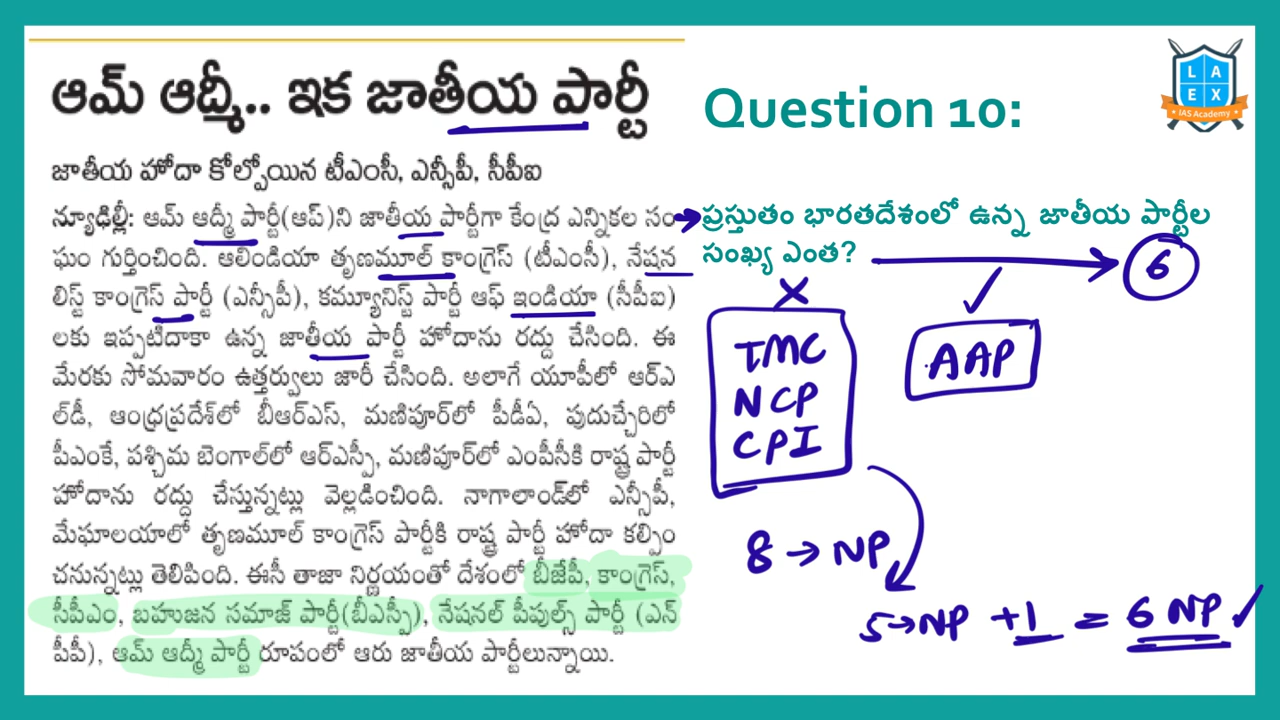 ఆమ్ ఆద్మీ.. ఇక జాతీయ పార్టీ
జాతీయ హోదా కోల్పోయిన టీఎంసీ, ఎన్సీపీ, సీపీఐ
న్యూఢిల్లీ: ఆమ్ ఆద్మీ పార్టీ(ఆప్)ని జాతీయ పార్టీగా కేంద్ర ఎన్నికల సం
ఘం గుర్తించింది. ఆలిండియా తృణమూల్ కాంగ్రెస్ (టీఎంసీ), నేషన
లిస్ట్ కాంగ్రెస్ పార్టీ (ఎన్సీపీ), కమ్యూనిస్ట్ పార్టీ ఆఫ్ ఇండియా (సీపీఐ)
లకు ఇప్పటిదాకా ఉన్న జాతీయ పార్టీ హోదాను రద్దు చేసింది. ఈ
మేరకు సోమవారం ఉత్తర్వులు జారీ చేసింది. అలాగే యూపీలో ఆర్ఎ
ల్డీ, ఆంధ్రప్రదేశ్‌లో బీఆర్ఎస్, మణిపూర్‌లో పీడీఏ, పుదుచ్చేరిలో
పీఎంకే, పశ్చిమ బెంగాల్‌లో ఆర్ఎస్పీ, మణిపూర్‌లో ఎంపీసీకి రాష్ట్ర పార్టీ
హోదాను రద్దు చేస్తున్నట్లు వెల్లడించింది. నాగాలాండ్‌లో ఎన్సీపీ,
మేఘాలయాలో తృణమూల్ కాంగ్రెస్ పార్టీకి రాష్ట్ర పార్టీ హోదా కల్పిం
చనున్నట్లు తెలిపింది. ఈసీ తాజా నిర్ణయంతో దేశంలో బీజేపీ, కాంగ్రెస్,
సీపీఎం, బహుజన సమాజ్ పార్టీ(బీఎస్పీ), నేషనల్ పీపుల్స్ పార్టీ (ఎన్
పీపీ), ఆమ్ ఆద్మీ పార్టీ రూపంలో ఆరు జాతీయ పార్టీలున్నాయి.
LA
EX
IAS Academy
Question 10:
ప్రస్తుతం భారతదేశంలో ఉన్న జాతీయ పార్టీల
సంఖ్య ఎంత? → 6
TMC
NCP
CPI
AAP
8 → NP
5 → NP + 1 = 6 NP ✓